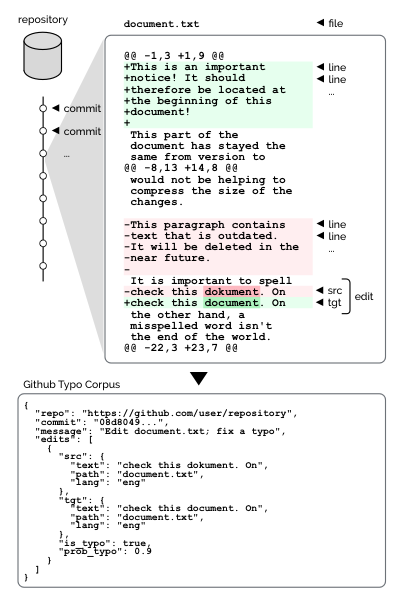 repository
document.txt
◀ file
@@ -1,3 +1,9 @@
+This is an important
◀ line
+notice! It should
◀ line
+therefore be located at
...
+the beginning of this
◀ commit
+document!
+
◀ commit
 This part of the
 document has stayed the
...
 same from version to
@@ -8,13 +14,8 @@
 would not be helping to
 compress the size of the
 changes.
-This paragraph contains
◀ line
-text that is outdated.
◀ line
-It will be deleted in the
...
-near future.
-
 It is important to spell
-check this dokument. On
◀ src
+check this document. On
◀ tgt
edit
 the other hand, a
 misspelled word isn't
 the end of the world.
@@ -22,3 +23,7 @@
Github Typo Corpus
{
  "repo": "https://github.com/user/repository",
  "commit": "08d8049...",
  "message": "Edit document.txt; fix a typo",
  "edits": [
    {
      "src": {
        "text": "check this dokument. On",
        "path": "document.txt",
        "lang": "eng"
      },
      "tgt": {
        "text": "check this document. On",
        "path": "document.txt",
        "lang": "eng"
      },
      "is_typo": true,
      "prob_typo": 0.9
    }
  ]
}